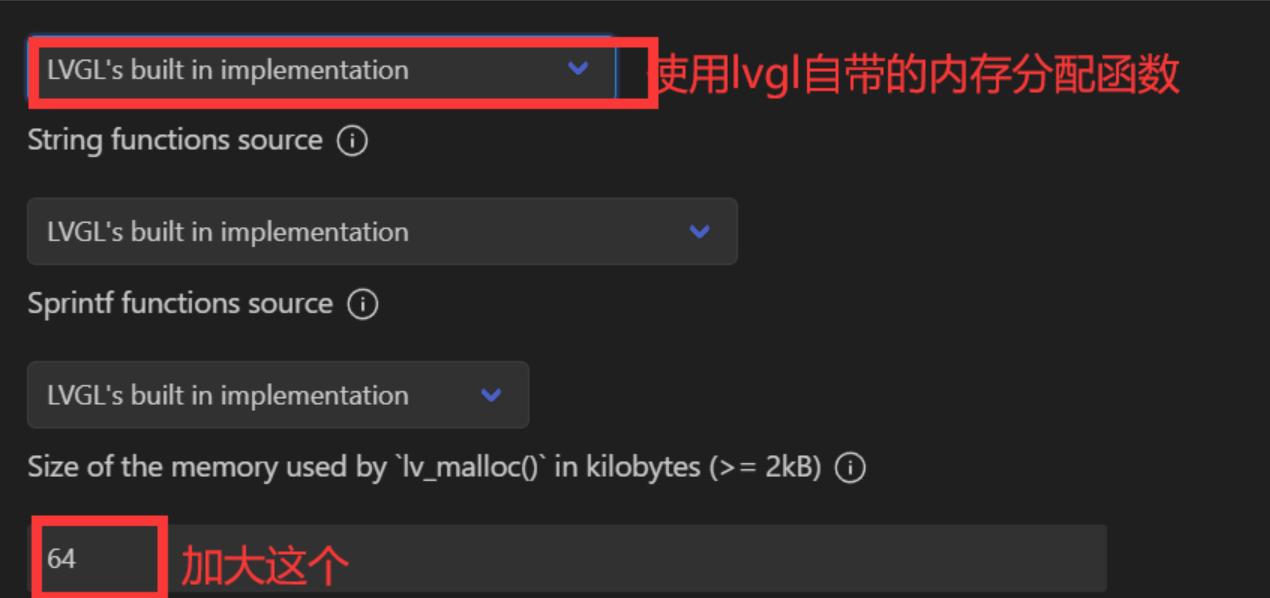 LVGL's built in implementation
使用lvgl自带的内存分配函数
String functions source
LVGL's built in implementation
Sprintf functions source
LVGL's built in implementation
Size of the memory used by `lv_malloc()` in kilobytes (>= 2kB)
64
加大这个